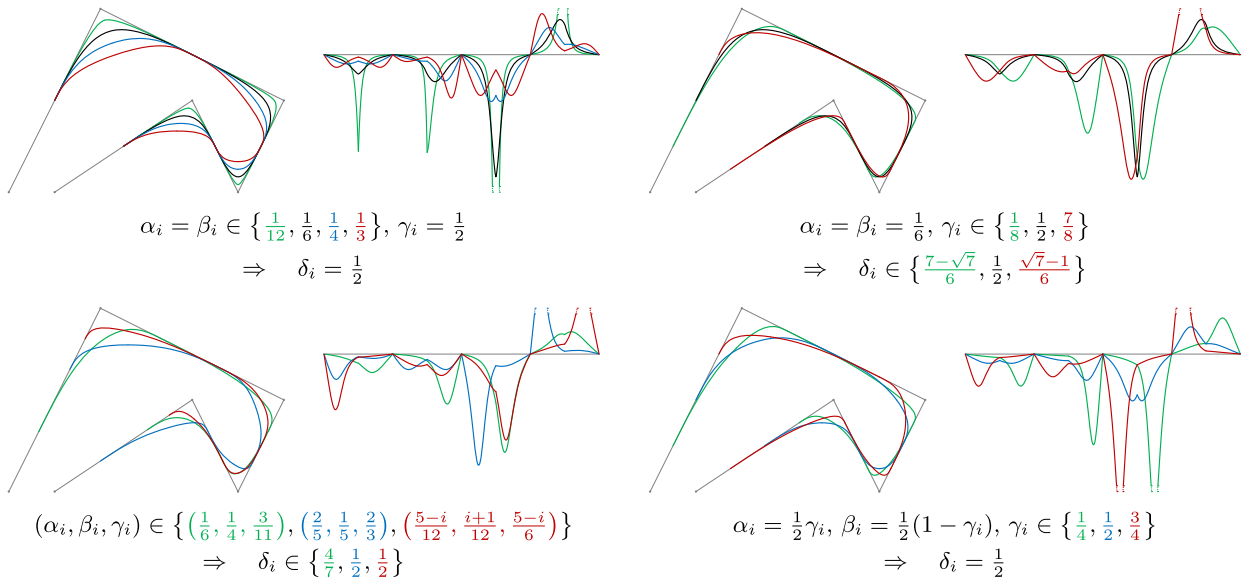 αᵢ = βᵢ ∈ {1/12, 1/6, 1/4, 1/3}, γᵢ = 1/2
⇒ δᵢ = 1/2
αᵢ = βᵢ = 1/6, γᵢ ∈ {1/8, 1/2, 7/8}
⇒ δᵢ ∈ {(7−√7)/6, 1/2, (√7−1)/6}
(αᵢ, βᵢ, γᵢ) ∈ {(1/6, 1/4, 3/11), (2/5, 1/5, 2/3), ((5−i)/12, (i+1)/12, (5−i)/6)}
⇒ δᵢ ∈ {4/7, 1/2, 1/2}
αᵢ = 1/2 γᵢ, βᵢ = 1/2 (1 − γᵢ), γᵢ ∈ {1/4, 1/2, 3/4}
⇒ δᵢ = 1/2